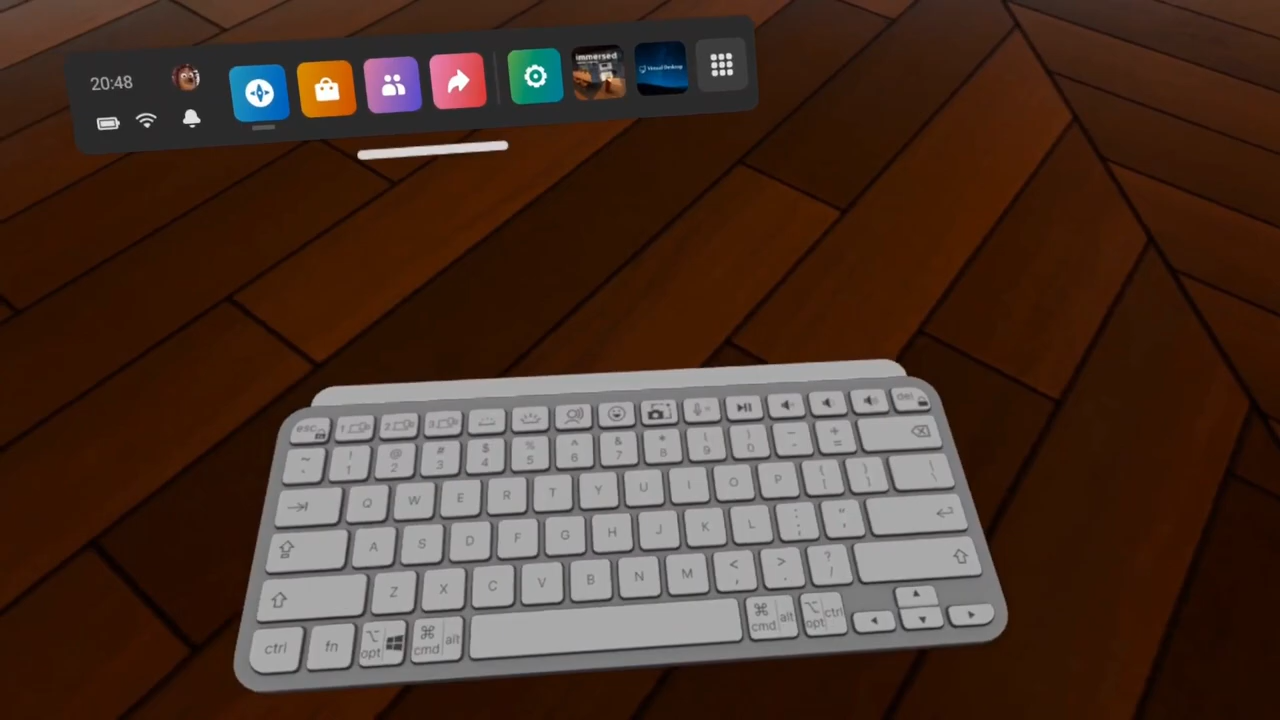 20:48
immersed
Virtual Desktop
esc 1 2 3 del
~ ! @ # $ % ^ & * ( ) - +
` 1 2 3 4 5 6 7 8 9 0 - =
Q W E R T Y U I O P { } |
[ ] \
A S D F G H J K L : "
; '
Z X C V B N M < > ?
, . /
ctrl fn opt cmd alt cmd alt opt ctrl